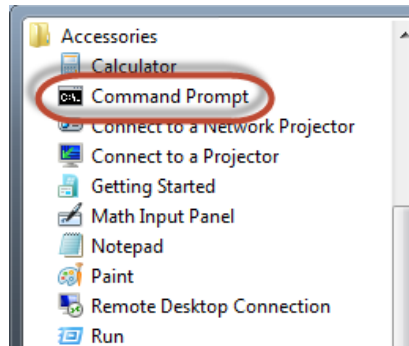 Accessories
Calculator
Command Prompt
Connect to a Network Projector
Connect to a Projector
Getting Started
Math Input Panel
Notepad
Paint
Remote Desktop Connection
Run